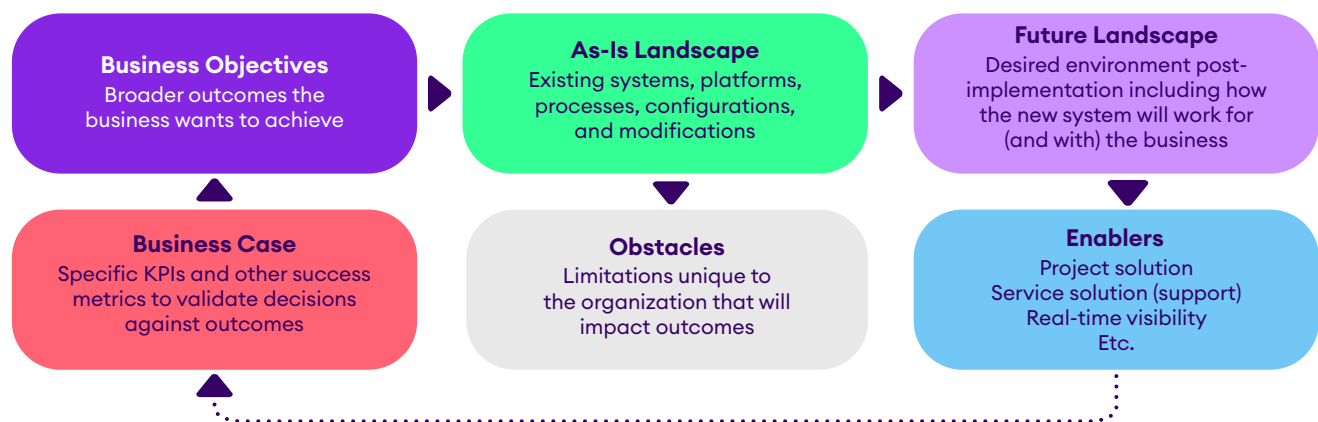 Business Objectives
Broader outcomes the
business wants to achieve
As-Is Landscape
Existing systems, platforms,
processes, configurations,
and modifications
Future Landscape
Desired environment post-
implementation including how
the new system will work for
(and with) the business
Business Case
Specific KPIs and other success
metrics to validate decisions
against outcomes
Obstacles
Limitations unique to
the organization that will
impact outcomes
Enablers
Project solution
Service solution (support)
Real-time visibility
Etc.